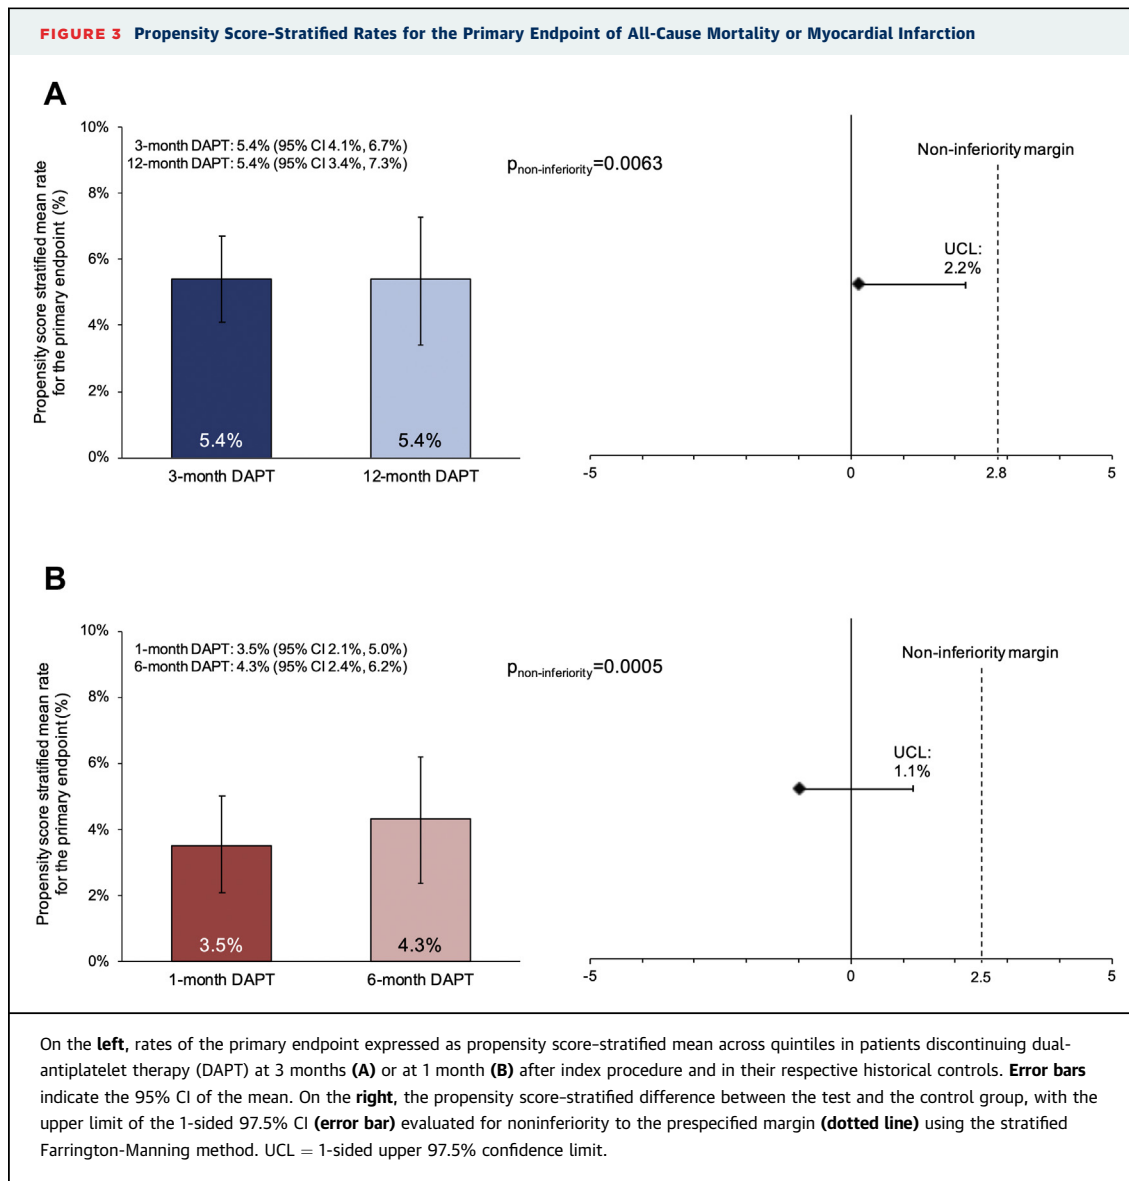 FIGURE 3 Propensity Score–Stratified Rates for the Primary Endpoint of All-Cause Mortality or Myocardial Infarction
A
Propensity score stratified mean rate
for the primary endpoint (%)
10%
8%
6%
4%
2%
0%
3-month DAPT: 5.4% (95% CI 4.1%, 6.7%)
12-month DAPT: 5.4% (95% CI 3.4%, 7.3%)
5.4%
5.4%
3-month DAPT
12-month DAPT
Pnon-inferiority=0.0063
Non-inferiority margin
UCL:
2.2%
-5
0
2.8
5
B
Propensity score stratified mean rate
for the primary endpoint (%)
10%
8%
6%
4%
2%
0%
1-month DAPT: 3.5% (95% CI 2.1%, 5.0%)
6-month DAPT: 4.3% (95% CI 2.4%, 6.2%)
3.5%
4.3%
1-month DAPT
6-month DAPT
Pnon-inferiority=0.0005
Non-inferiority margin
UCL:
1.1%
-5
0
2.5
5
On the left, rates of the primary endpoint expressed as propensity score–stratified mean across quintiles in patients discontinuing dual-
antiplatelet therapy (DAPT) at 3 months (A) or at 1 month (B) after index procedure and in their respective historical controls. Error bars
indicate the 95% CI of the mean. On the right, the propensity score–stratified difference between the test and the control group, with the
upper limit of the 1-sided 97.5% CI (error bar) evaluated for noninferiority to the prespecified margin (dotted line) using the stratified
Farrington-Manning method. UCL = 1-sided upper 97.5% confidence limit.